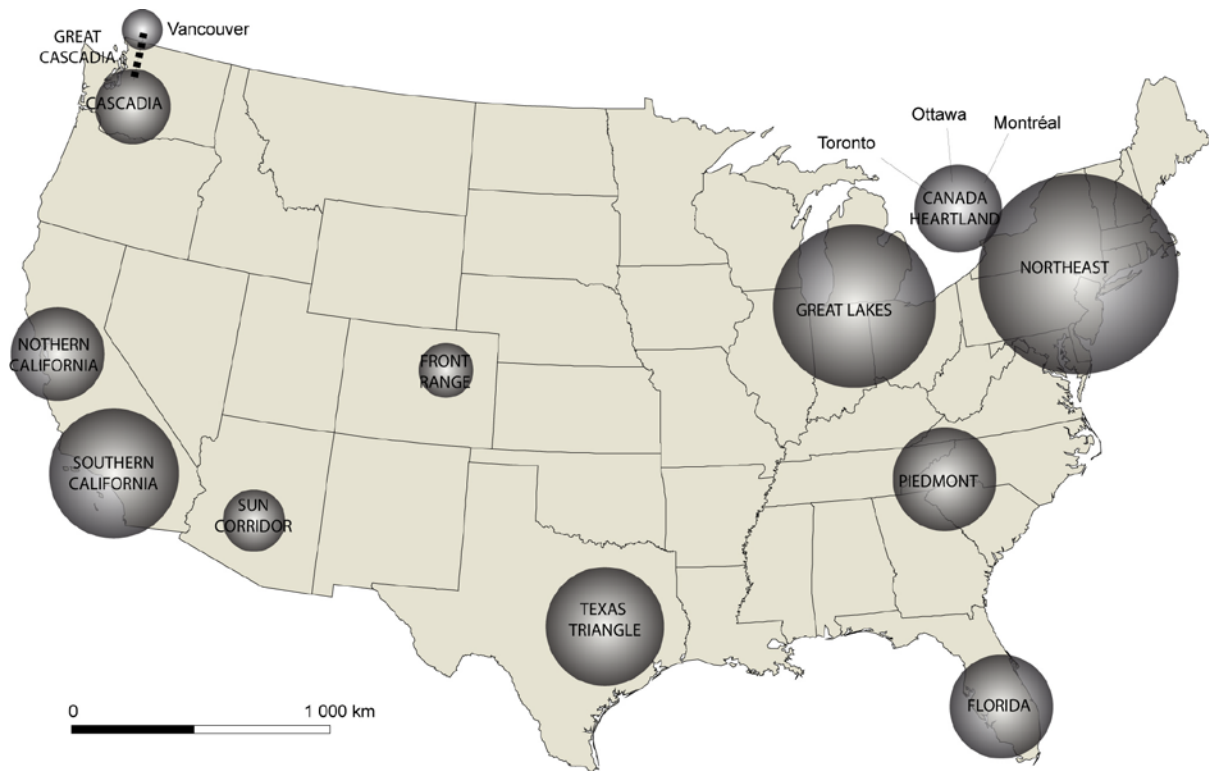 Vancouver
GREAT
CASCADIA
CASCADIA
Ottawa
Montréal
Toronto
CANADA
HEARTLAND
NORTHEAST
GREAT LAKES
NOTHERN
CALIFORNIA
FRONT
RANGE
SOUTHERN
CALIFORNIA
PIEDMONT
SUN
CORRIDOR
TEXAS
TRIANGLE
FLORIDA
0 1 000 km